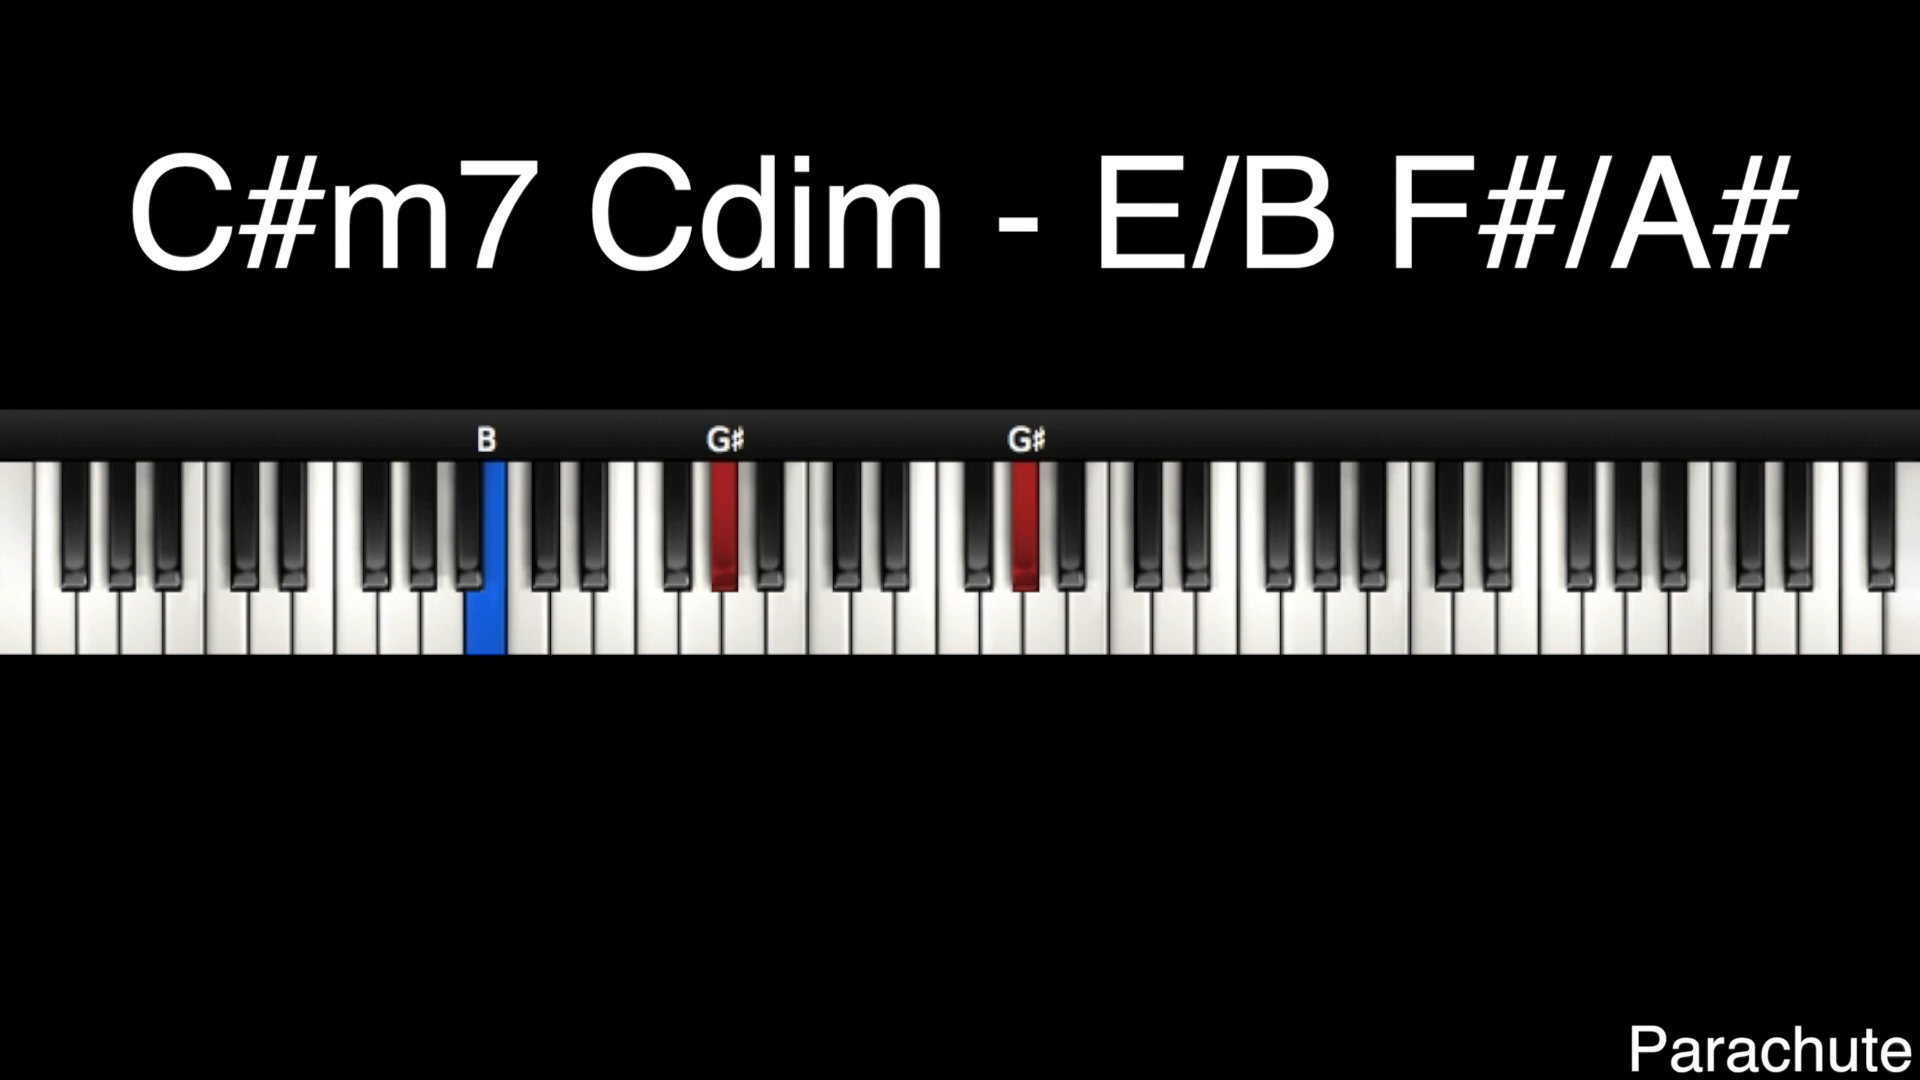 C#m7 Cdim - E/B F#/A#
B G♯ G♯
Parachute